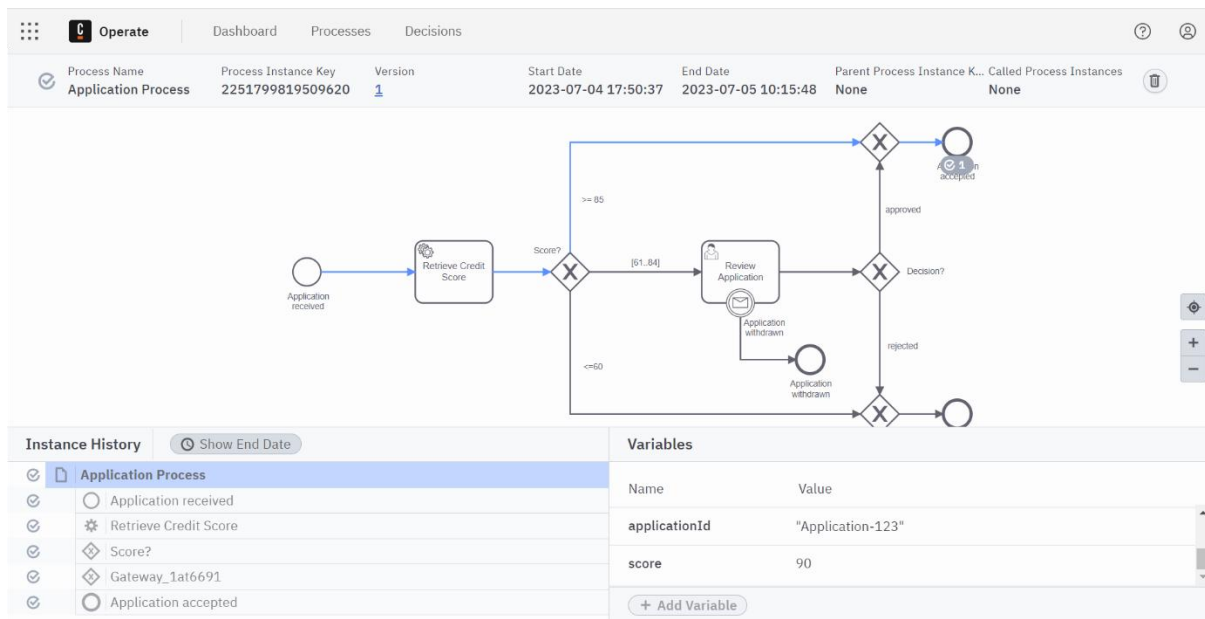 Operate Dashboard Processes Decisions
Process Name Process Instance Key Version Start Date End Date Parent Process Instance K... Called Process Instances
Application Process 2251799819509620 1 2023-07-04 17:50:37 2023-07-05 10:15:48 None None
1
accepted
>= 85
approved
Score?
[61..84]
Retrieve Credit
Score
Review
Application
Decision?
Application
received
Application
withdrawn
rejected
<=60
Application
withdrawn
Instance History Show End Date
Application Process
Application received
Retrieve Credit Score
Score?
Gateway_1at6691
Application accepted
Variables
Name Value
applicationId "Application-123"
score 90
+ Add Variable